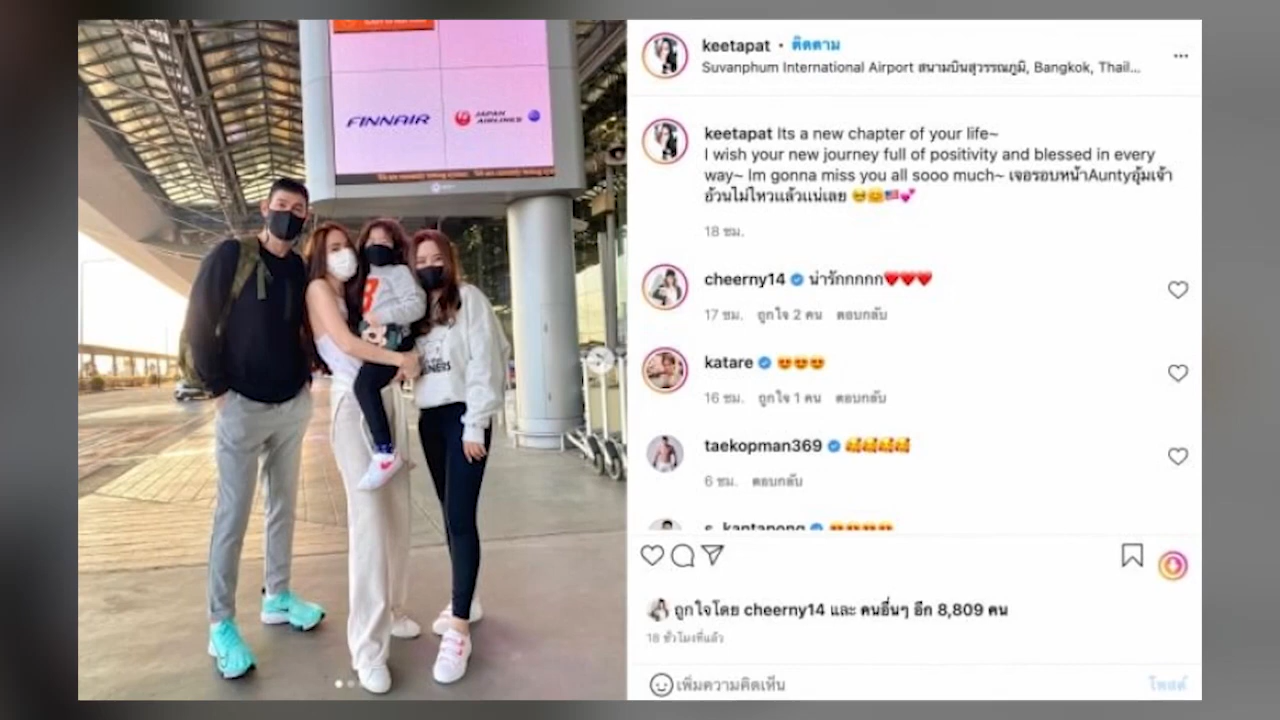 FINNAIR
JAPAN AIRLINES
NERS
keetapat • ติดตาม
Suvanphum International Airport สนามบินสุวรรณภูมิ, Bangkok, Thail...
keetapat Its a new chapter of your life~
I wish your new journey full of positivity and blessed in every
way~ Im gonna miss you all sooo much~ เจอรอบหน้าAuntyอุ้มเจ้า
อ้วนไม่ไหวแล้วแน่เลย 🥹😊🇺🇸💕
18 ชม.
cheerny14 น่ารักกกกก❤❤❤
17 ชม. ถูกใจ 2 คน ตอบกลับ
katare 😍😍😍
16 ชม. ถูกใจ 1 คน ตอบกลับ
taekopman369 🥰🥰🥰🥰
6 ชม. ตอบกลับ
s_kantapong 😍😍😍😍
ถูกใจโดย cheerny14 และ คนอื่นๆ อีก 8,809 คน
18 ชั่วโมงที่แล้ว
เพิ่มความคิดเห็น
โพสต์